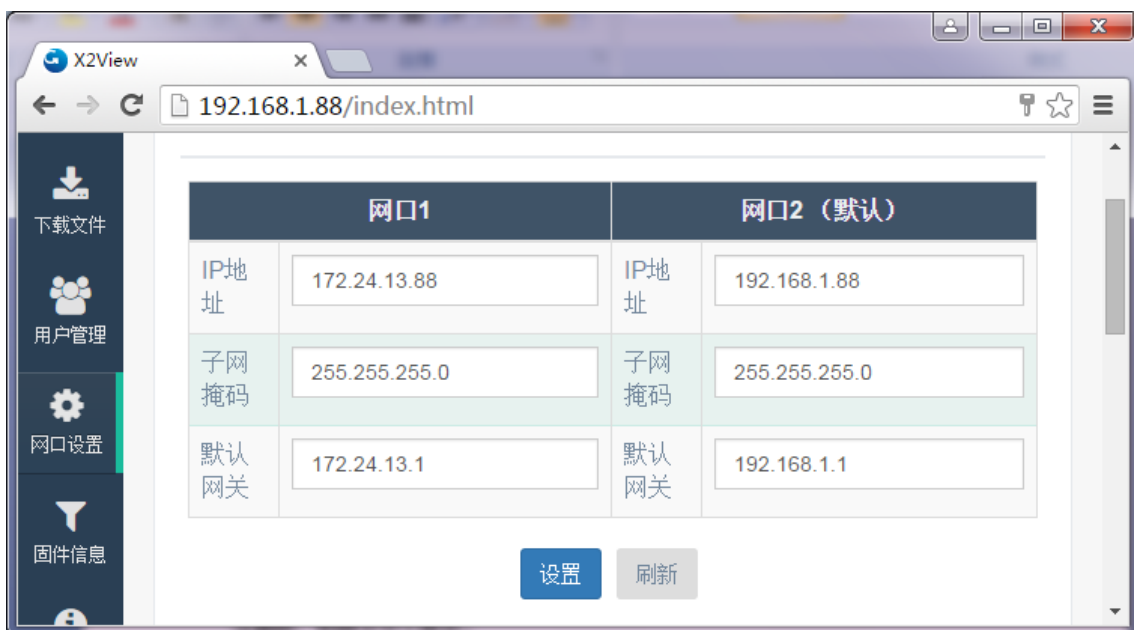 X2View
192.168.1.88/index.html
下载文件
用户管理
网口设置
固件信息
网口1
网口2（默认）
IP地
址
172.24.13.88
IP地
址
192.168.1.88
子网
掩码
255.255.255.0
子网
掩码
255.255.255.0
默认
网关
172.24.13.1
默认
网关
192.168.1.1
设置
刷新